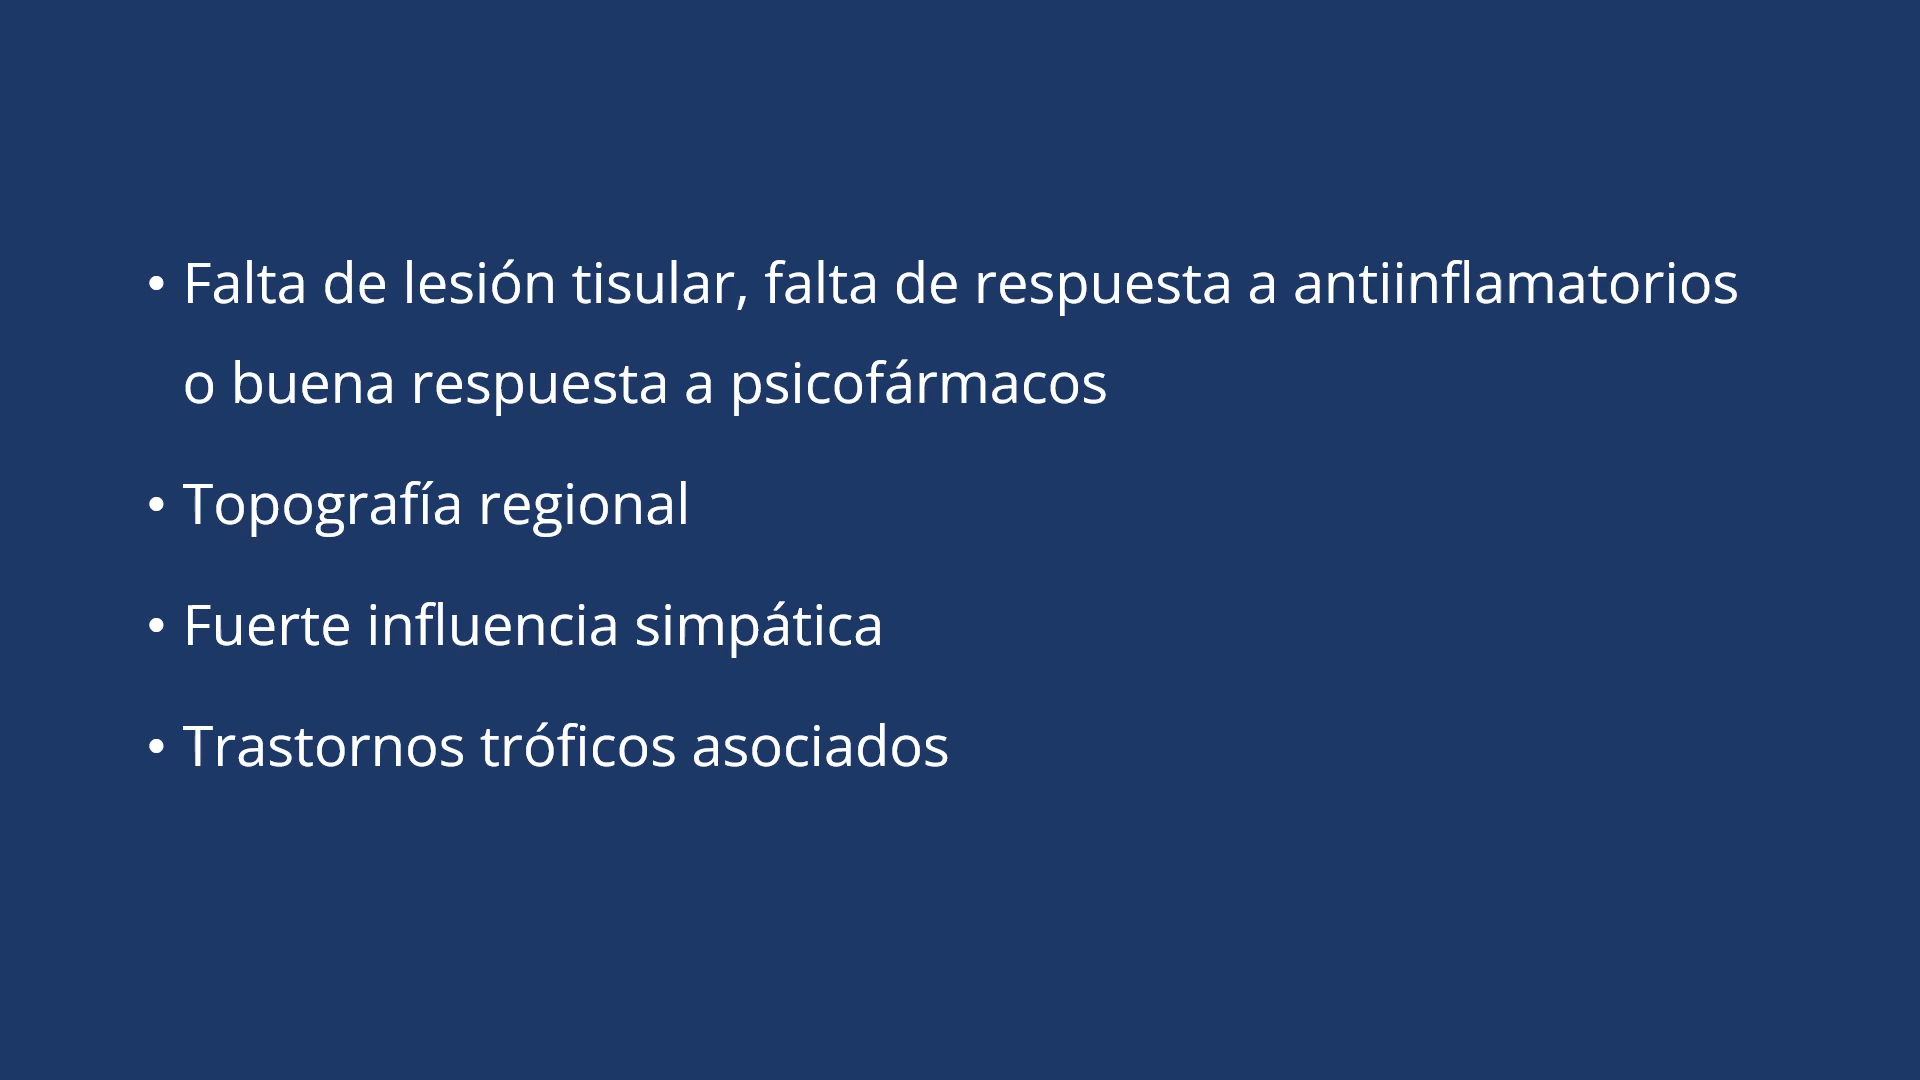 • Falta de lesión tisular, falta de respuesta a antiinflamatorios
o buena respuesta a psicofármacos
• Topografía regional
• Fuerte influencia simpática
• Trastornos tróficos asociados